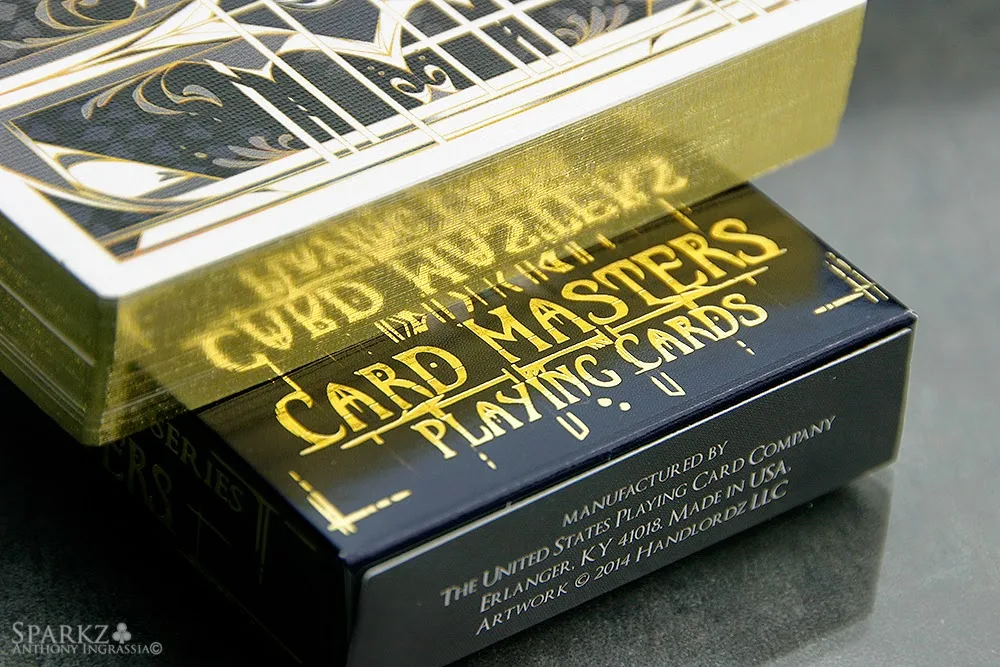 CARD MASTERS
PLAYING CARDS
SERIES
MANUFACTURED BY
THE UNITED STATES PLAYING CARD COMPANY
ERLANGER, KY 41018. MADE IN USA.
ARTWORK © 2014 HANDLORDZ LLC
SPARKZ
ANTHONY INGRASSIA©